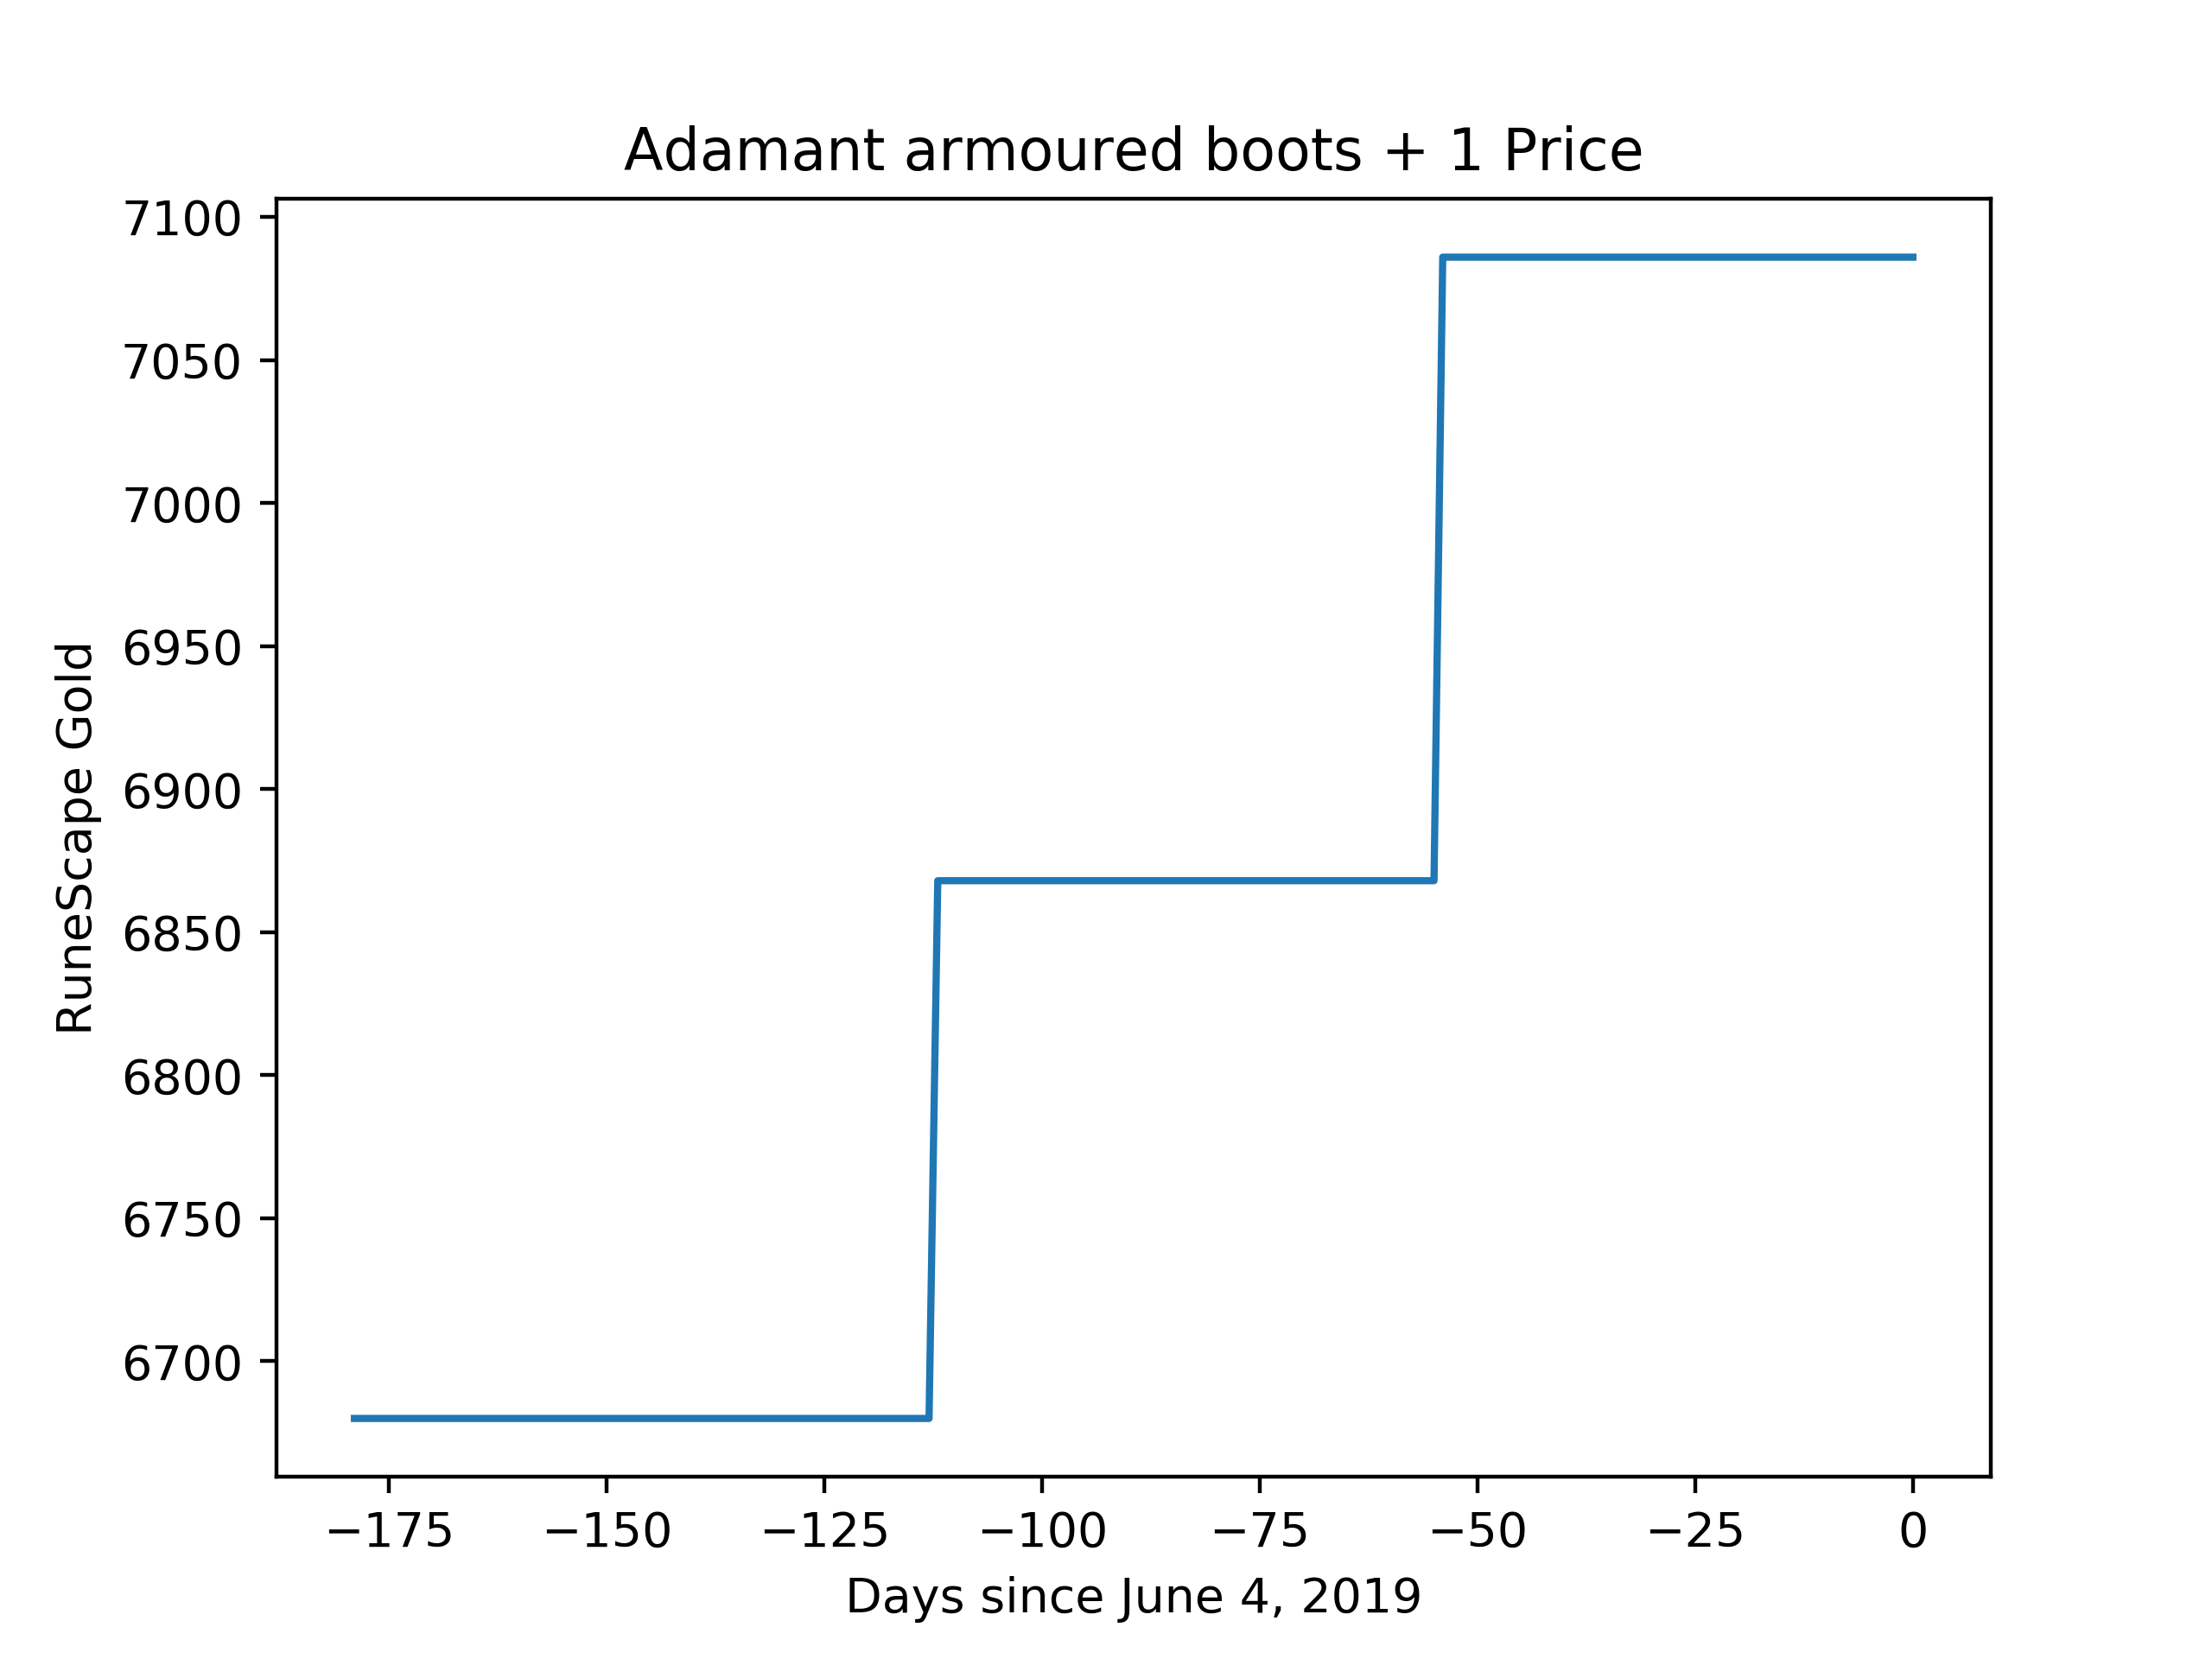 Adamant armoured boots + 1 Price
7100
7050
7000
6950
6900
6850
6800
6750
6700
RuneScape Gold
−175 −150 −125 −100 −75 −50 −25 0
Days since June 4, 2019